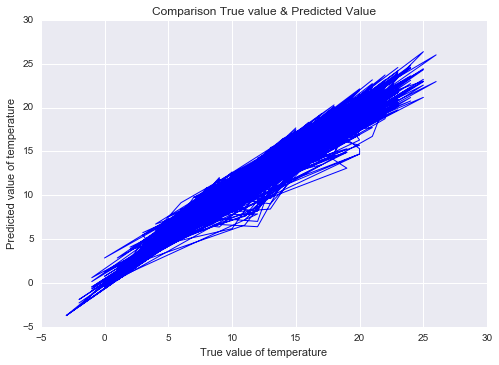 Comparison True value & Predicted Value
30
25
20
15
10
5
0
−5
−5 0 5 10 15 20 25 30
Predicted value of temperature
True value of temperature